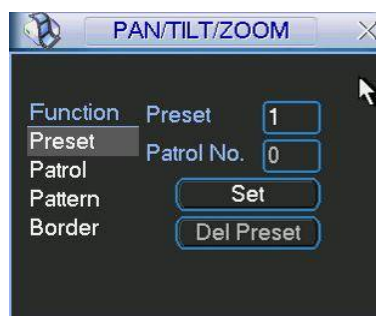 PAN/TILT/ZOOM
Function
Preset
Patrol
Pattern
Border
Preset 1
Patrol No. 0
Set
Del Preset